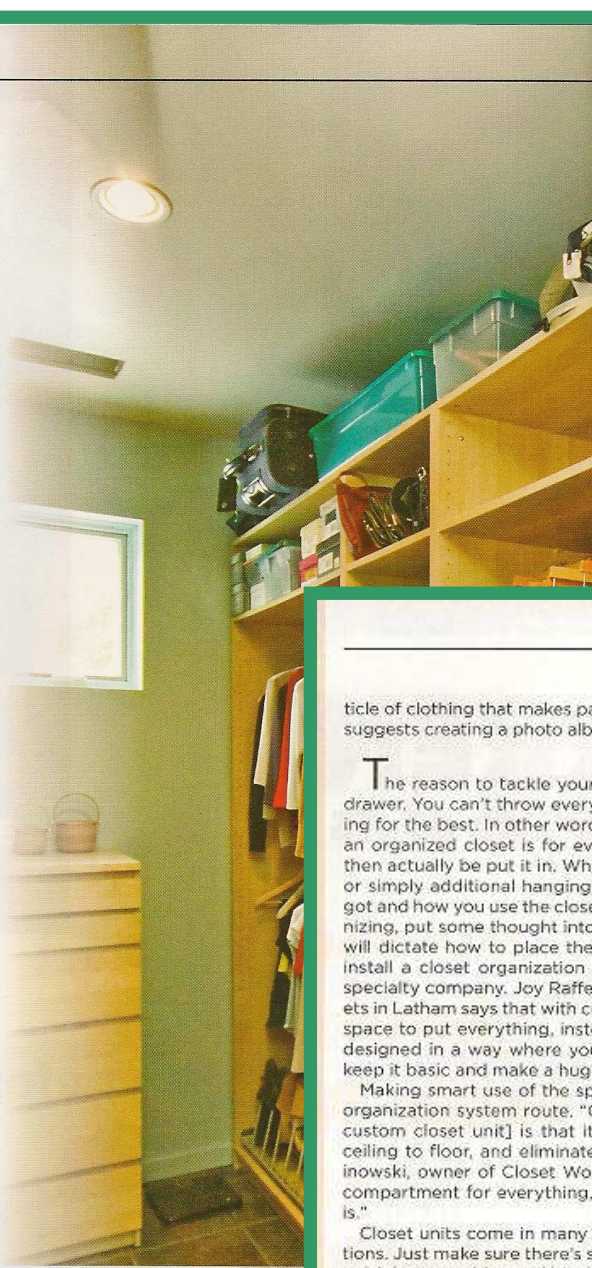 ticle of clothing that makes pa
suggests creating a photo alb
The reason to tackle your
drawer. You can't throw every
ing for the best. In other word
an organized closet is for ev
then actually be put it in. Wh
or simply additional hanging
got and how you use the close
nizing, put some thought into
will dictate how to place the
install a closet organization
specialty company. Joy Raffe
ets in Latham says that with c
space to put everything, inste
designed in a way where you
keep it basic and make a hug
Making smart use of the sp
organization system route. "
custom closet unit] is that it
ceiling to floor, and eliminate
inowski, owner of Closet Wo
compartment for everything,
is."
Closet units come in many
tions. Just make sure there's s